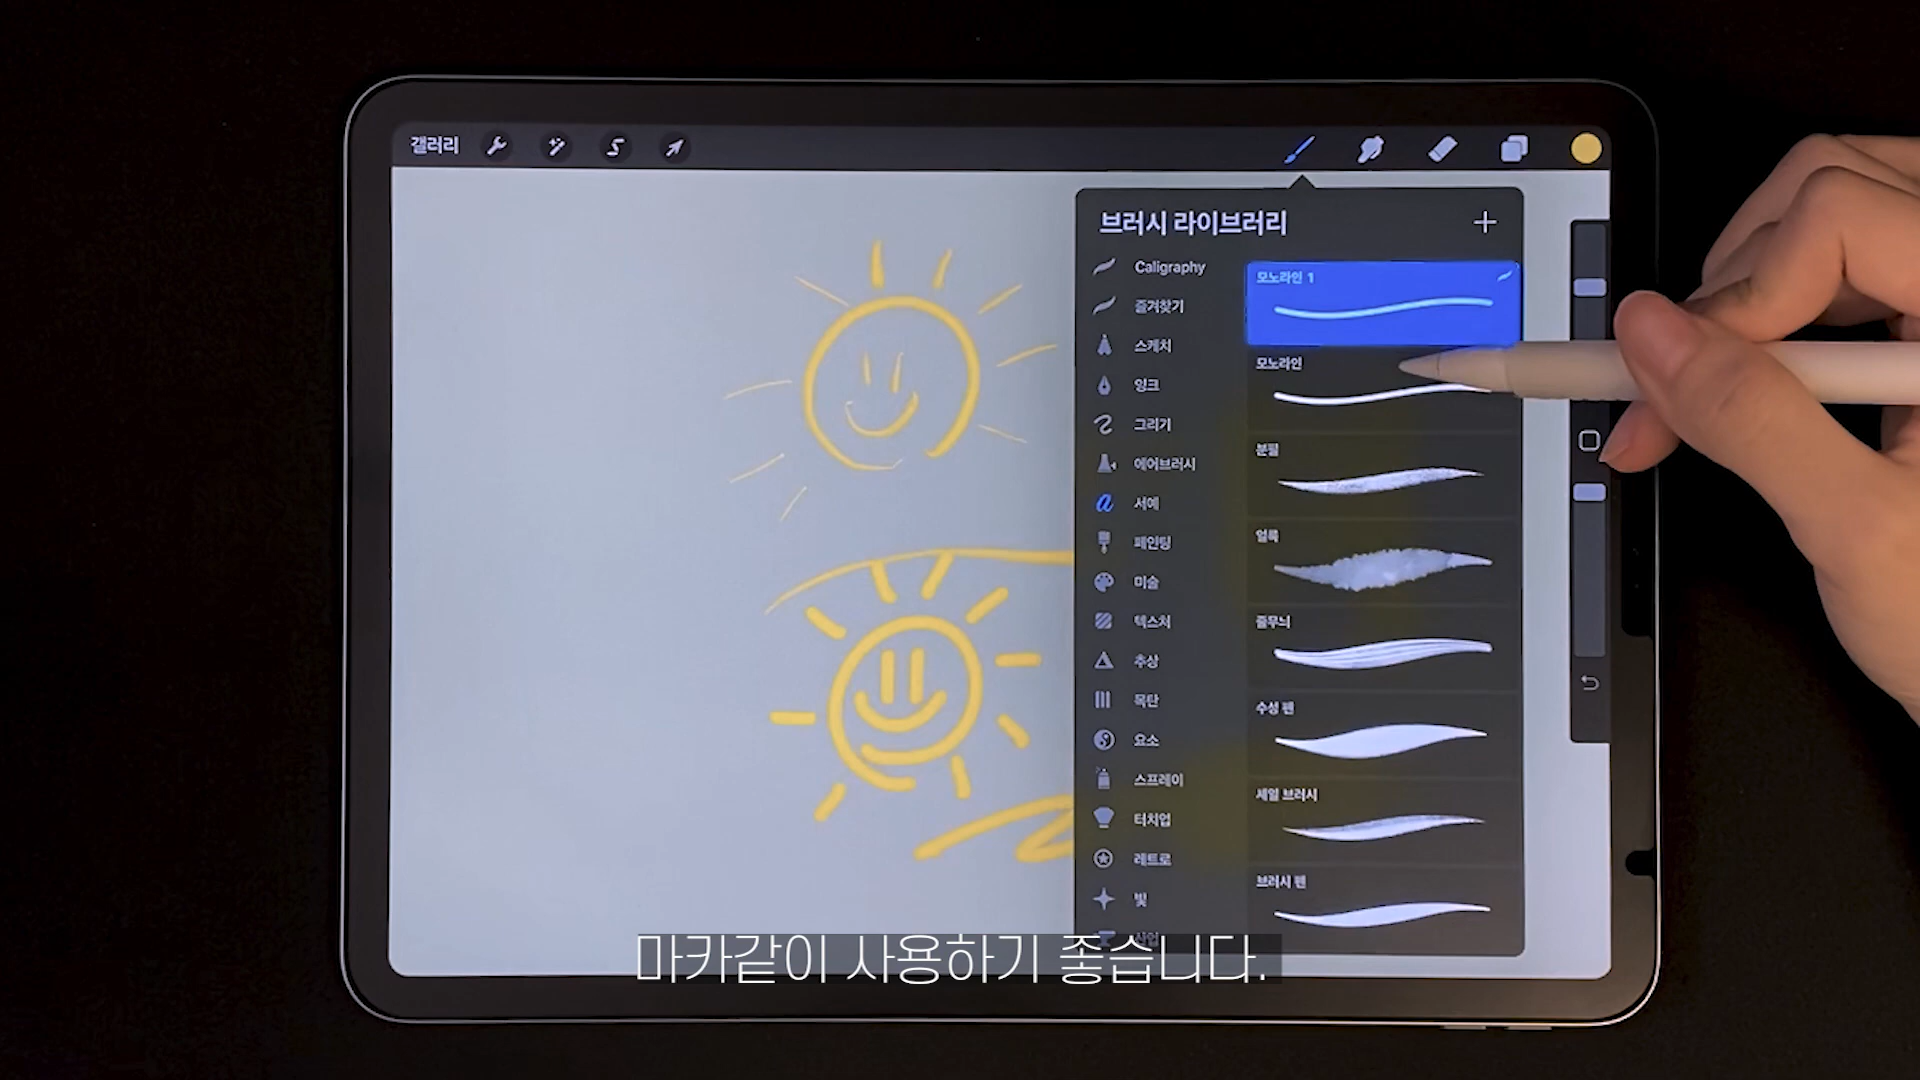 갤러리
브러시 라이브러리
Caligraphy
즐겨찾기
스케치
잉크
그리기
에어브러시
서예
페인팅
미술
텍스처
추상
목탄
요소
스프레이
터치업
레트로
빛
산업
모노라인 1
모노라인
분필
얼룩
줄무늬
수성 펜
셰일 브러시
브러시 펜
마카같이 사용하기 좋습니다.